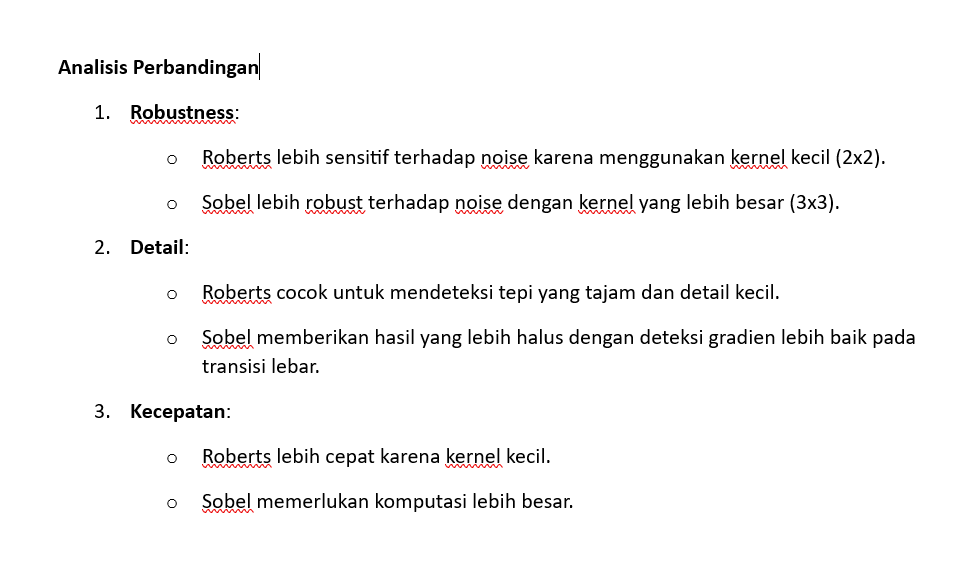 Analisis Perbandingan
1. Robustness:
o Roberts lebih sensitif terhadap noise karena menggunakan kernel kecil (2x2).
o Sobel lebih robust terhadap noise dengan kernel yang lebih besar (3x3).
2. Detail:
o Roberts cocok untuk mendeteksi tepi yang tajam dan detail kecil.
o Sobel memberikan hasil yang lebih halus dengan deteksi gradien lebih baik pada
transisi lebar.
3. Kecepatan:
o Roberts lebih cepat karena kernel kecil.
o Sobel memerlukan komputasi lebih besar.